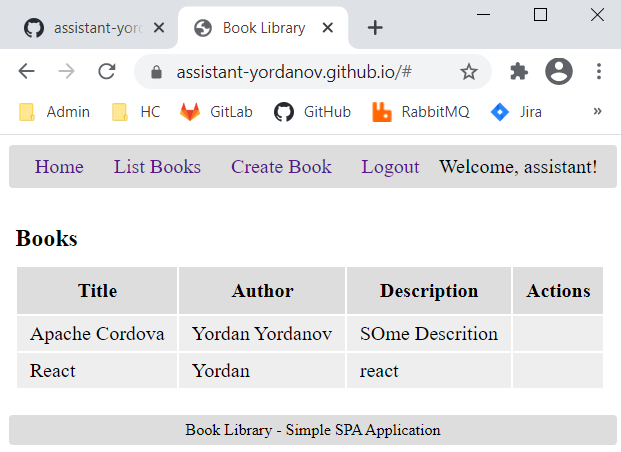 assistant-yord
Book Library
assistant-yordanov.github.io/#
Admin HC GitLab GitHub RabbitMQ Jira »
Home List Books Create Book Logout Welcome, assistant!
Books
Title Author Description Actions
Apache Cordova Yordan Yordanov SOme Descrition
React Yordan react
Book Library - Simple SPA Application